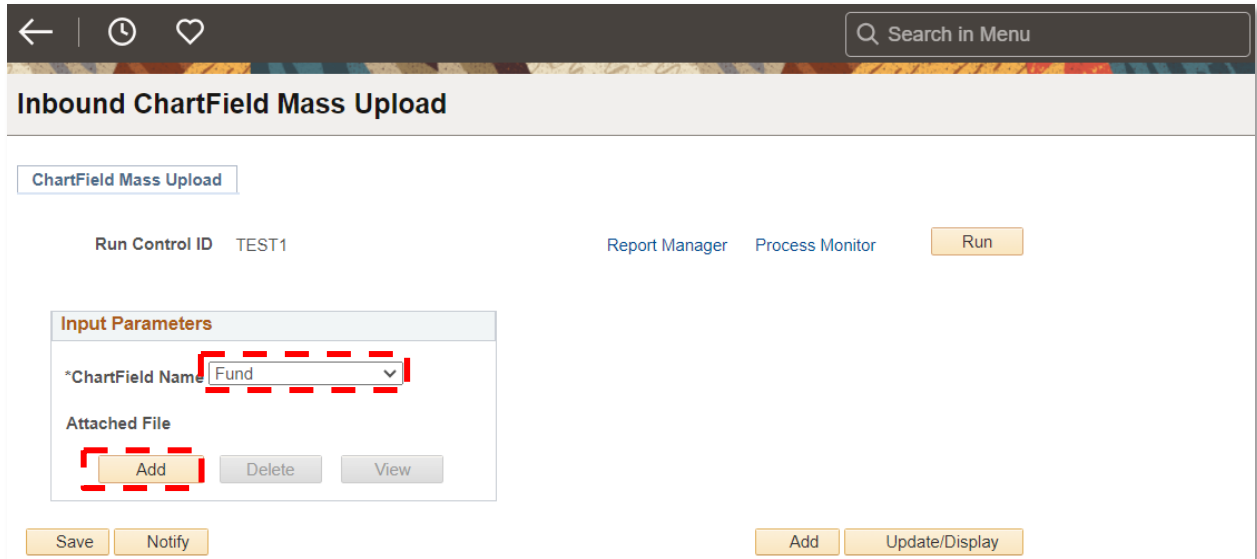 Search in Menu
Inbound ChartField Mass Upload
ChartField Mass Upload
Run Control ID TEST1 Report Manager Process Monitor Run
Input Parameters
*ChartField Name Fund
Attached File
Add Delete View
Save Notify Add Update/Display